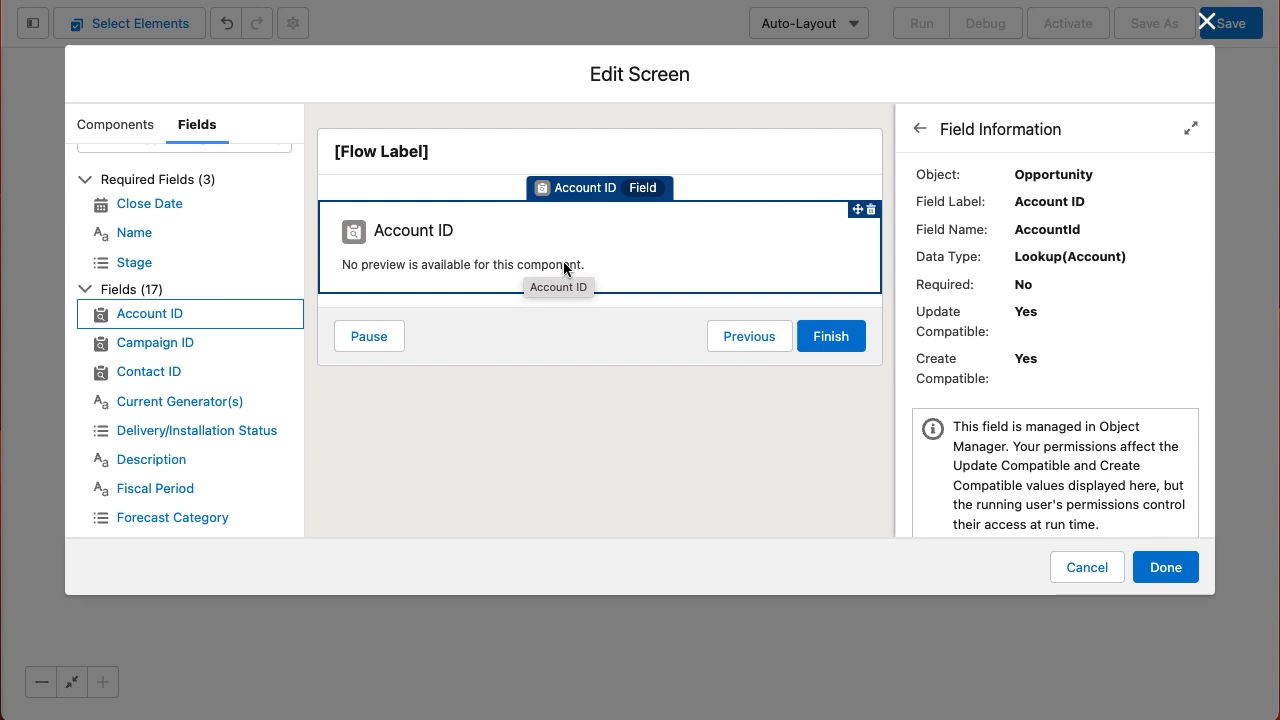 Select Elements
Auto-Layout
Run
Debug
Activate
Save As
Save
Edit Screen
Components
Fields
Required Fields (3)
Close Date
Name
Stage
Fields (17)
Account ID
Campaign ID
Contact ID
Current Generator(s)
Delivery/Installation Status
Description
Fiscal Period
Forecast Category
[Flow Label]
Account ID Field
Account ID
No preview is available for this component.
Account ID
Pause
Previous
Finish
Field Information
Object: Opportunity
Field Label: Account ID
Field Name: AccountId
Data Type: Lookup(Account)
Required: No
Update Yes
Compatible:
Create Yes
Compatible:
This field is managed in Object
Manager. Your permissions affect the
Update Compatible and Create
Compatible values displayed here, but
the running user's permissions control
their access at run time.
Cancel
Done